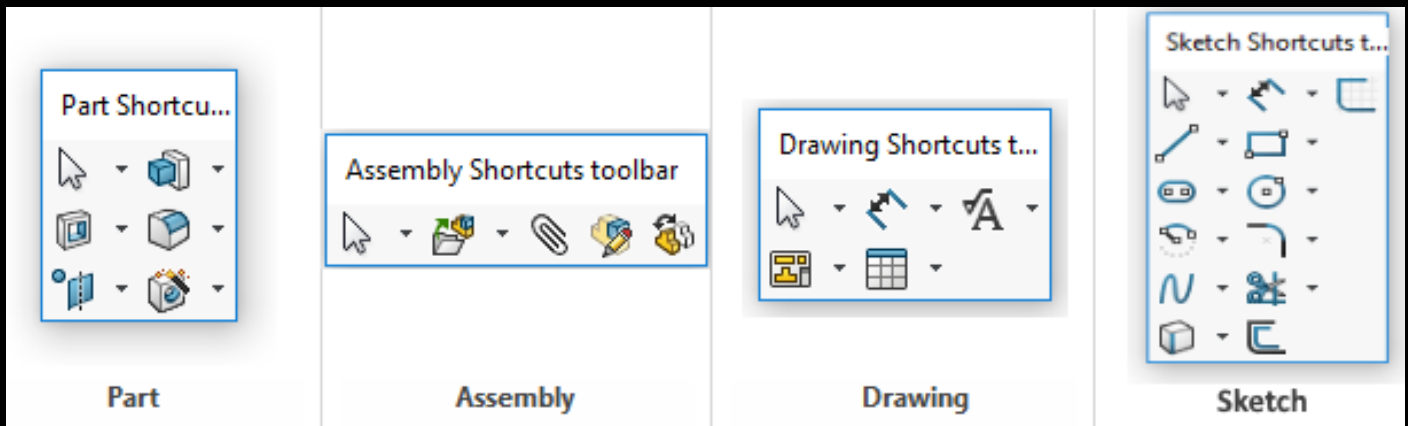 Part Shortcu...
Assembly Shortcuts toolbar
Drawing Shortcuts t...
Sketch Shortcuts t...
Part
Assembly
Drawing
Sketch